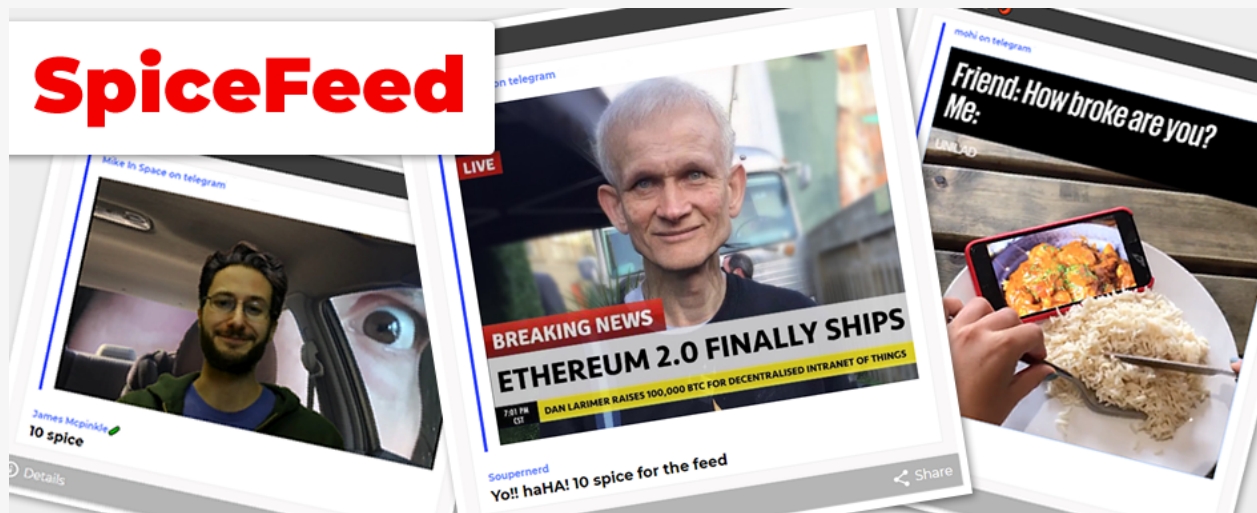 SpiceFeed
Mike In Space on telegram
James Mcpinkle
10 spice
Details
on telegram
LIVE
BREAKING NEWS
ETHEREUM 2.0 FINALLY SHIPS
7:01 PM
CST
DAN LARIMER RAISES 100,000 BTC FOR DECENTRALISED INTRANET OF THINGS
Soupernerd
Yo!! haHA! 10 spice for the feed
Share
mohi on telegram
Friend: How broke are you?
Me:
UNILAD